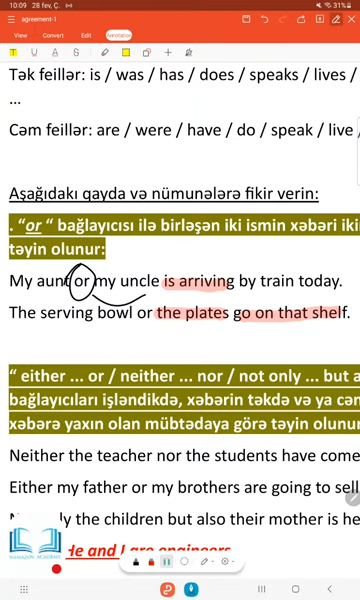 10:09 28 fev, Ç. 31%
agreement-1
View Convert Edit Annotation
T U A S T
Tək feillər: is / was / has / does / speaks / lives /
...
Cəm feillər: are / were / have / do / speak / live /
Aşağıdakı qayda və nümunələrə fikir verin:
. “or “ bağlayıcısı ilə birləşən iki ismin xəbəri iki
təyin olunur:
My aunt or my uncle is arriving by train today.
The serving bowl or the plates go on that shelf.
“ either ... or / neither ... nor / not only ... but a
bağlayıcıları işləndikdə, xəbərin təkdə və ya cəm
xəbərə yaxın olan mübtədaya görə təyin olunur
Neither the teacher nor the students have come
Either my father or my brothers are going to sell
ly the children but also their mother is he
He and I are engineers